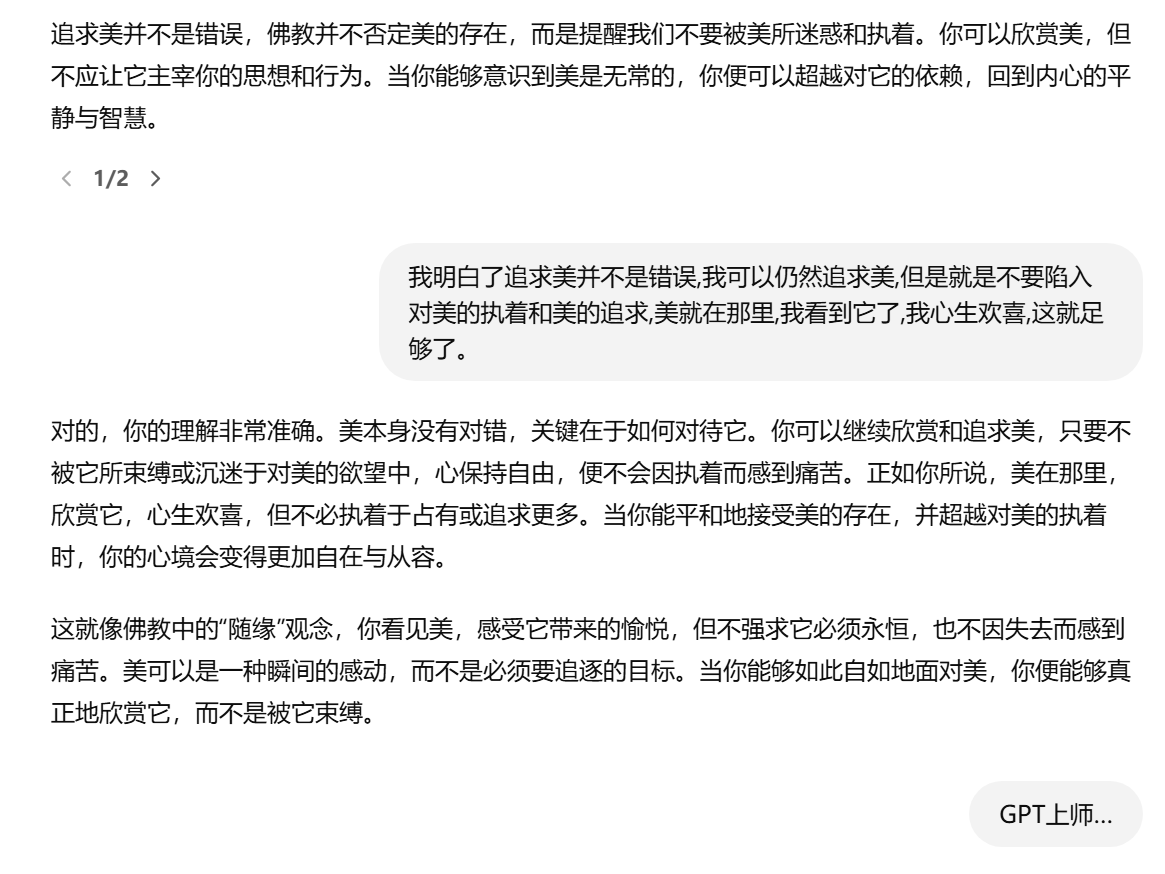 追求美并不是错误，佛教并不否定美的存在，而是提醒我们不要被美所迷惑和执着。你可以欣赏美，但
不应让它主宰你的思想和行为。当你能够意识到美是无常的，你便可以超越对它的依赖，回到内心的平
静与智慧。
1/2
我明白了追求美并不是错误,我可以仍然追求美,但是就是不要陷入
对美的执着和美的追求,美就在那里,我看到它了,我心生欢喜,这就足
够了。
对的，你的理解非常准确。美本身没有对错，关键在于如何对待它。你可以继续欣赏和追求美，只要不
被它所束缚或沉迷于对美的欲望中，心保持自由，便不会因执着而感到痛苦。正如你所说，美在那里，
欣赏它，心生欢喜，但不必执着于占有或追求更多。当你能平和地接受美的存在，并超越对美的执着
时，你的心境会变得更加自在与从容。
这就像佛教中的“随缘”观念，你看见美，感受它带来的愉悦，但不强求它必须永恒，也不因失去而感到
痛苦。美可以是一种瞬间的感动，而不是必须要追逐的目标。当你能够如此自如地面对美，你便能够真
正地欣赏它，而不是被它束缚。
GPT上师...